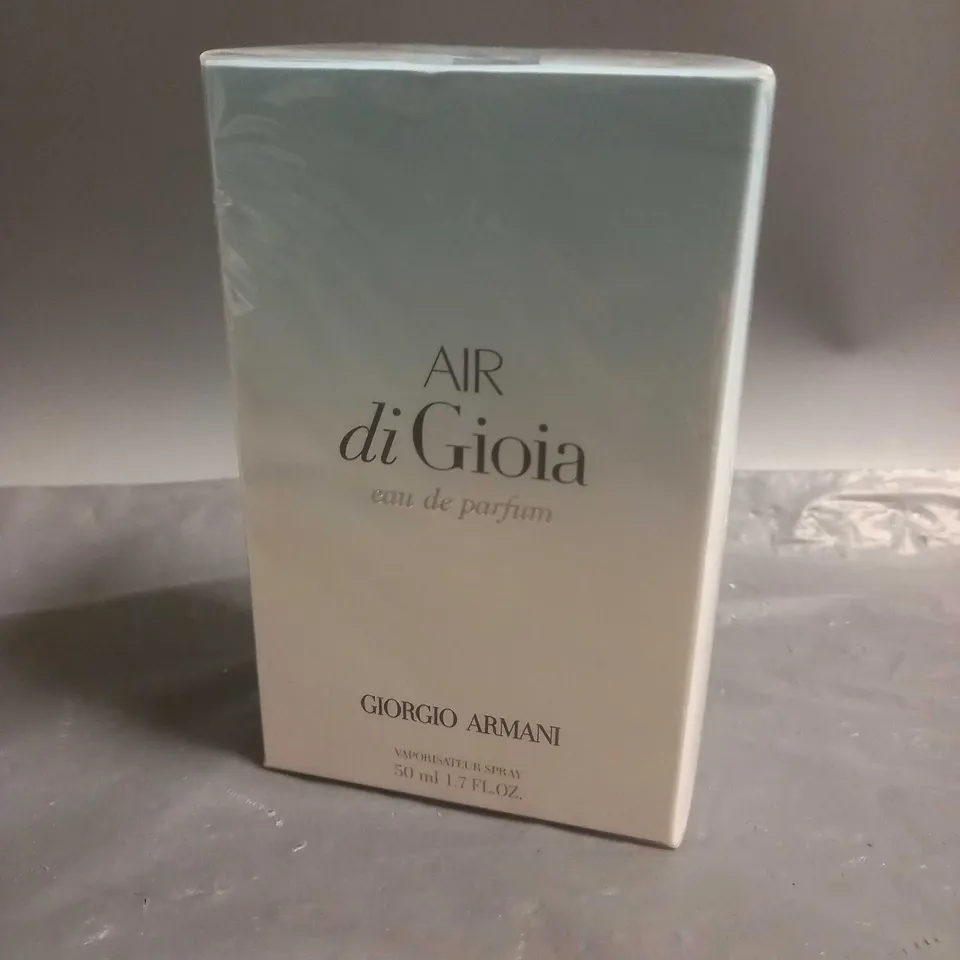 AIR
di Gioia
eau de parfum
GIORGIO ARMANI
VAPORISATEUR SPRAY
50 ml 1.7 FL.OZ.